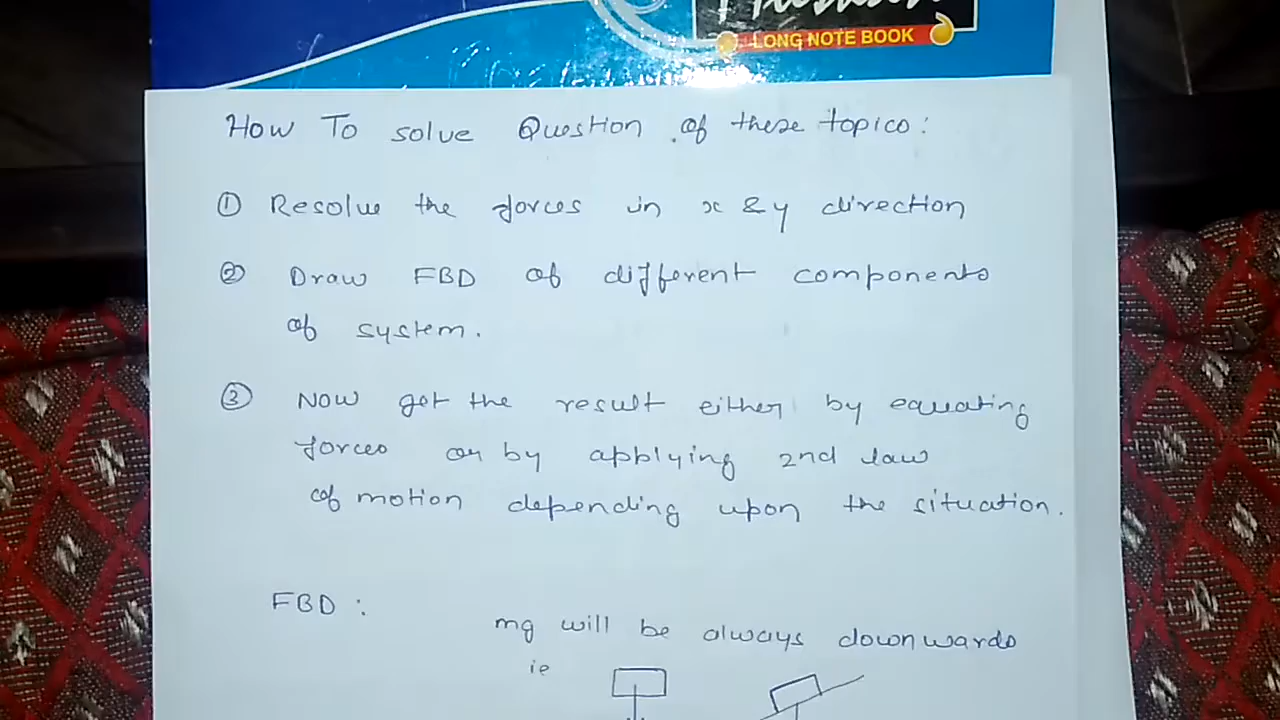 LONG NOTE BOOK
How To solve Question of these topics:
① Resolve the forces in x & y direction
② Draw FBD of different components
of system.
③ Now get the result either by equating
forces or by applying 2nd law
of motion depending upon the situation.
FBD :
mg will be always downwards
ie